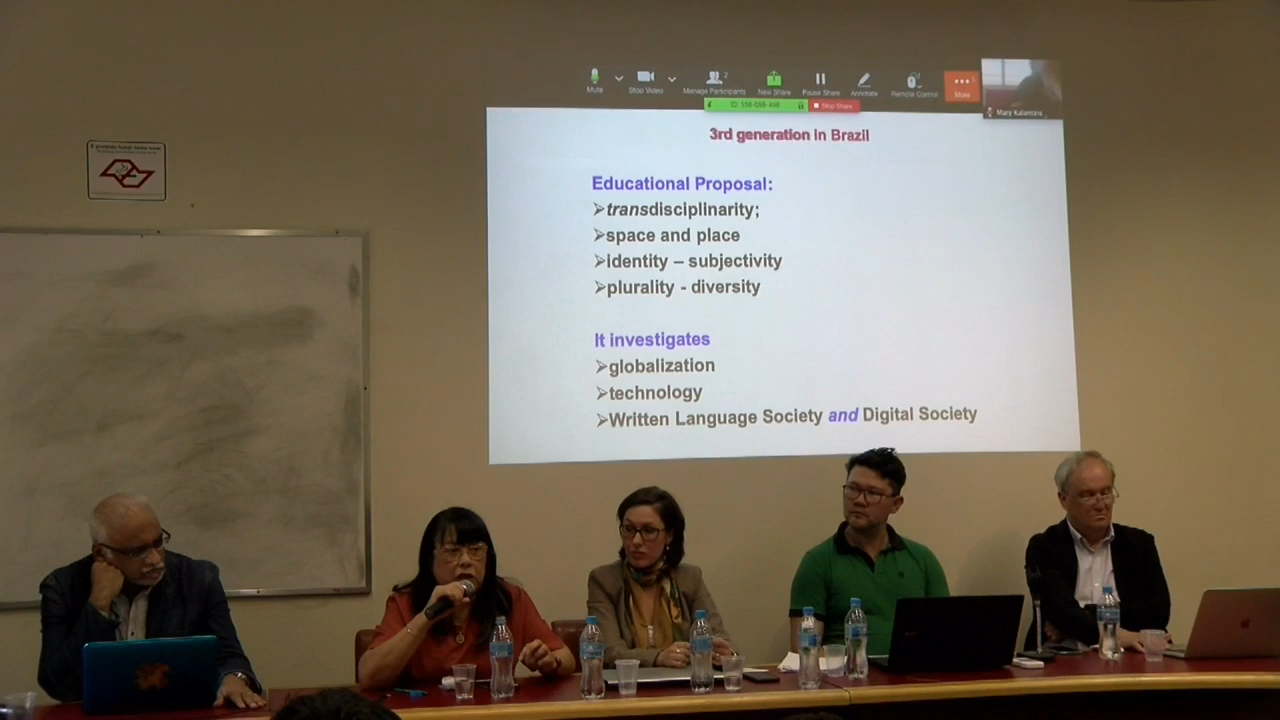 Mute
Stop Video
Manage Participants
2
New Share
Pause Share
Annotate
Remote Control
More
Stop Share
Mary Kalantzis
3rd generation in Brazil
Educational Proposal:
➢transdisciplinarity;
➢space and place
➢identity – subjectivity
➢plurality - diversity
It investigates
➢globalization
➢technology
➢Written Language Society and Digital Society